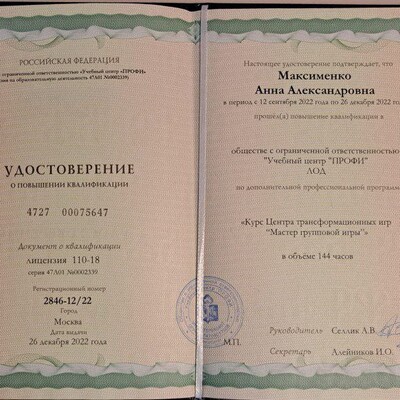 РОССИЙСКАЯ ФЕДЕРАЦИЯ
ограниченной ответственностью «Учебный центр «ПРОФИ»
на образовательную деятельность 47Л01 №0002339)
УДОСТОВЕРЕНИЕ
О ПОВЫШЕНИИ КВАЛИФИКАЦИИ
4727 00075647
Документ о квалификации
лицензия 110-18
серия 47Л01 №0002339
Регистрационный номер
2846-12/22
Город
Москва
Дата выдачи
26 декабря 2022 года
Настоящее удостоверение подтверждает, что
Максименко
Анна Александровна
в период с 12 сентября 2022 года по 26 декабря 2022 го
прошёл(а) повышение квалификации в
обществе с ограниченной ответственностью
"Учебный центр "ПРОФИ"
ЛОД
по дополнительной профессиональной программе
«Курс Центра трансформационных игр
"Мастер групповой игры"»
в объёме 144 часов
М.П.
Руководитель Селлик А.В.
Секретарь Алейников И.О.